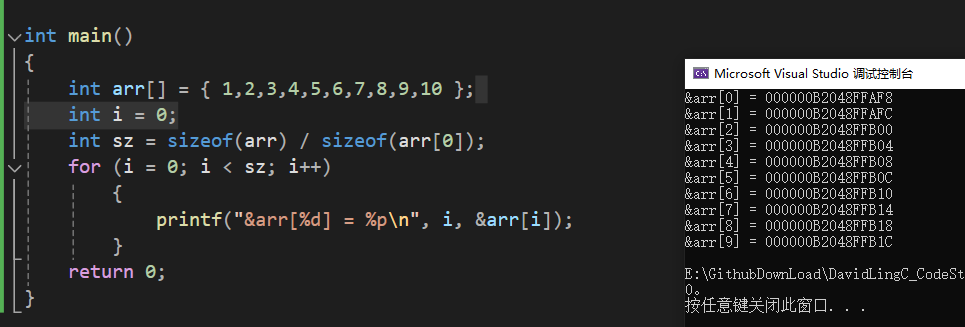 int main()
{
int arr[] = { 1,2,3,4,5,6,7,8,9,10 };
int i = 0;
int sz = sizeof(arr) / sizeof(arr[0]);
for (i = 0; i < sz; i++)
{
printf("&arr[%d] = %p\n", i, &arr[i]);
}
return 0;
}
Microsoft Visual Studio 调试控制台
&arr[0] = 000000B2048FFAF8
&arr[1] = 000000B2048FFAFC
&arr[2] = 000000B2048FFB00
&arr[3] = 000000B2048FFB04
&arr[4] = 000000B2048FFB08
&arr[5] = 000000B2048FFB0C
&arr[6] = 000000B2048FFB10
&arr[7] = 000000B2048FFB14
&arr[8] = 000000B2048FFB18
&arr[9] = 000000B2048FFB1C
E:\GithubDownLoad\DavidLingC_CodeSt
0。
按任意键关闭此窗口. . .